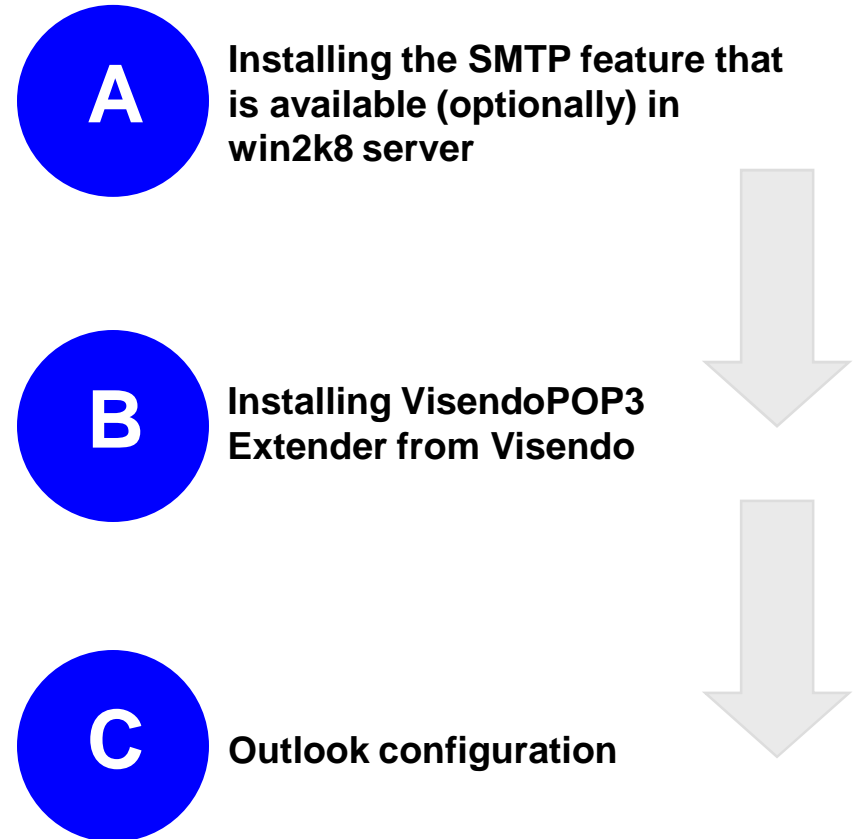 A
Installing the SMTP feature that
is available (optionally) in
win2k8 server
B
Installing VisendoPOP3
Extender from Visendo
C
Outlook configuration